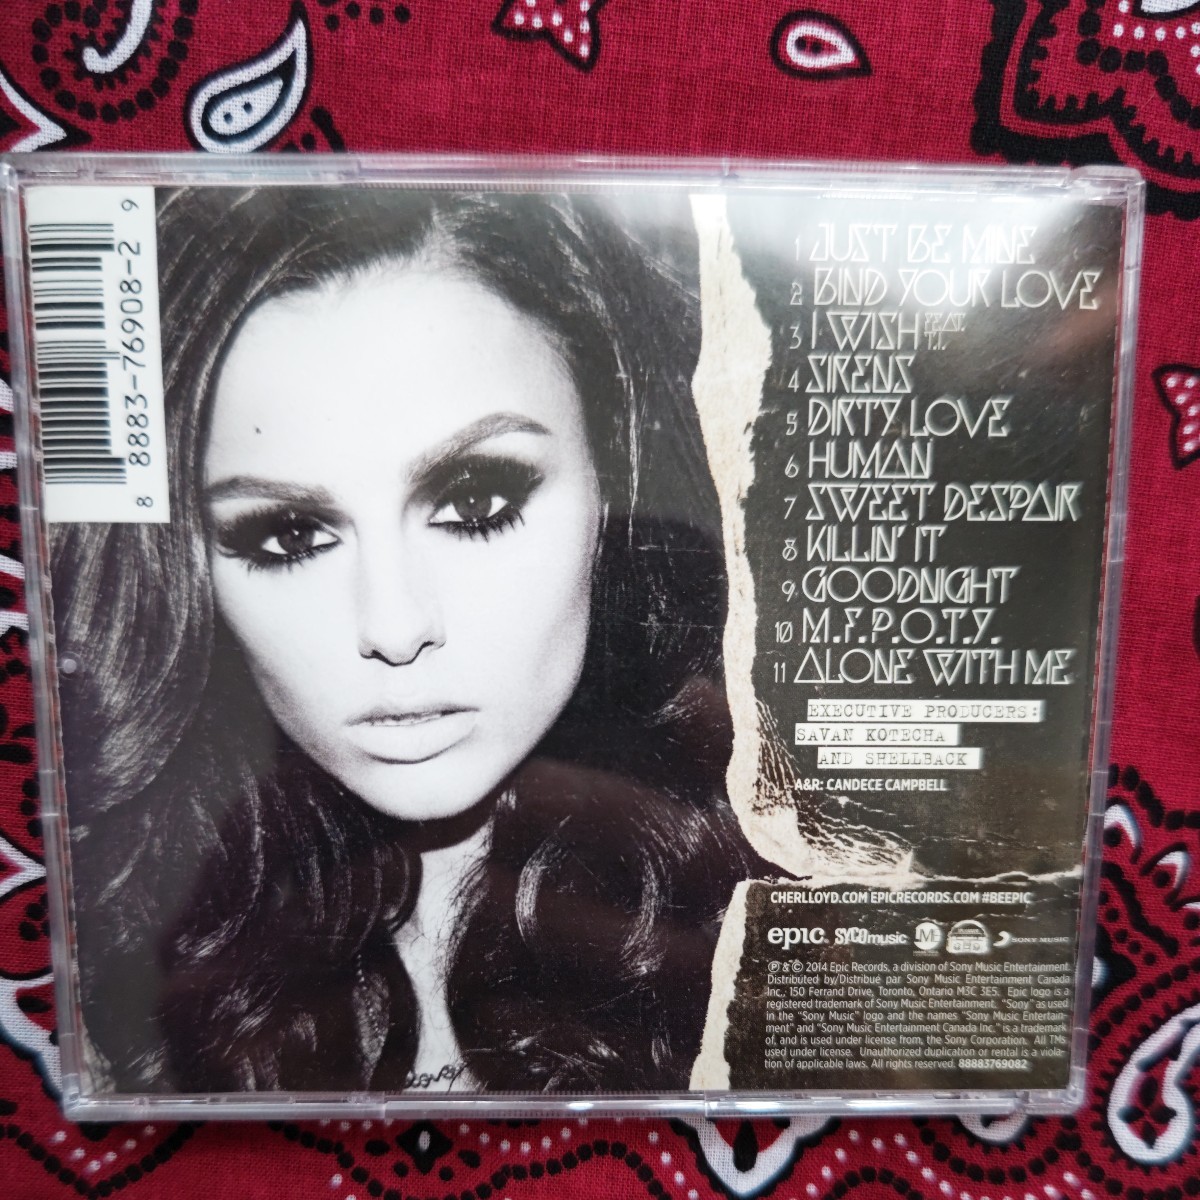 8 88883-76908-2 9
1 JUST BE MINE
2 BIND YOUR LOVE
3 I WISH FEAT. T.I.
4 SIRENS
5 DIRTY LOVE
6 HUMAN
7 SWEET DESPAIR
8 KILLIN' IT
9 GOODNIGHT
10 M.F.P.O.T.Y.
11 ALONE WITH ME
EXECUTIVE PRODUCERS:
SAVAN KOTECHA
AND SHELLBACK
A&R: CANDECE CAMPBELL
CHERLLOYD.COM EPICRECORDS.COM #BEEPIC
epic. SYCOmusic SONY MUSIC
℗ & © 2014 Epic Records, a division of Sony Music Entertainment.
Distributed by/Distribué par Sony Music Entertainment Canada
Inc., 150 Ferrand Drive, Toronto, Ontario M3C 3E5. Epic logo is a
registered trademark of Sony Music Entertainment. "Sony" as used
in the "Sony Music" logo and the names "Sony Music Entertain-
ment" and "Sony Music Entertainment Canada Inc." is a trademark
of, and is used under license from, the Sony Corporation. All TMs
used under license. Unauthorized duplication or rental is a viola-
tion of applicable laws. All rights reserved. 88883769082